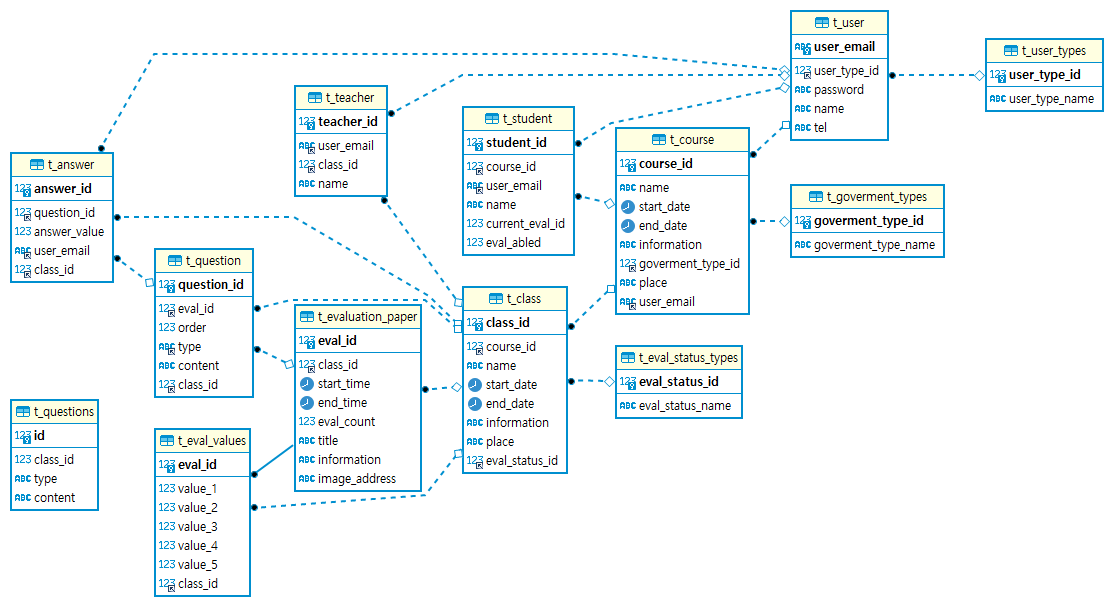 t_user
ABC user_email
123 user_type_id
ABC password
ABC name
ABC tel
t_user_types
123 user_type_id
ABC user_type_name
t_teacher
123 teacher_id
ABC user_email
123 class_id
ABC name
t_student
123 student_id
123 course_id
ABC user_email
ABC name
123 current_eval_id
123 eval_abled
t_course
123 course_id
ABC name
start_date
end_date
ABC information
123 goverment_type_id
ABC place
ABC user_email
t_goverment_types
123 goverment_type_id
ABC goverment_type_name
t_answer
123 answer_id
123 question_id
123 answer_value
ABC user_email
123 class_id
t_question
123 question_id
123 eval_id
123 order
ABC type
ABC content
123 class_id
t_evaluation_paper
123 eval_id
123 class_id
start_time
end_time
123 eval_count
ABC title
ABC information
ABC image_address
t_class
123 class_id
123 course_id
ABC name
start_date
end_date
ABC information
ABC place
123 eval_status_id
t_eval_status_types
123 eval_status_id
ABC eval_status_name
t_questions
123 id
123 class_id
ABC type
ABC content
t_eval_values
123 eval_id
123 value_1
123 value_2
123 value_3
123 value_4
123 value_5
123 class_id